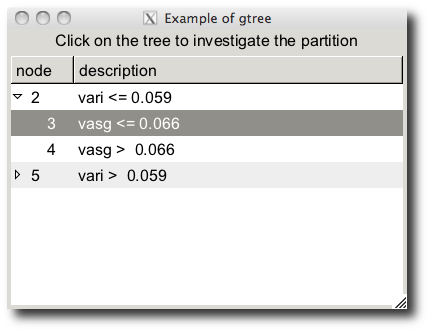 Example of gtree
Click on the tree to investigate the partition
node description
2 vari <= 0.059
3 vasg <= 0.066
4 vasg > 0.066
5 vari > 0.059